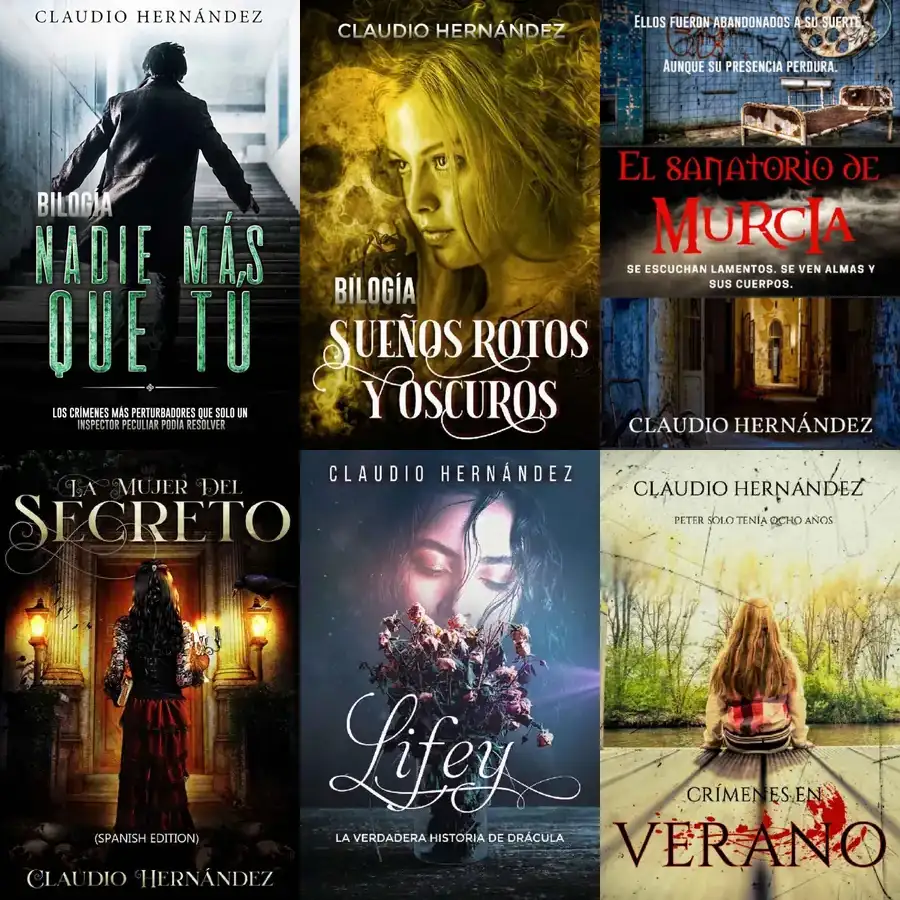 CLAUDIO HERNÁNDEZ
BILOGÍA
NADIE MÁS
QUE TÚ
LOS CRÍMENES MÁS PERTURBADORES QUE SOLO UN
INSPECTOR PECULIAR PODÍA RESOLVER
CLAUDIO HERNÁNDEZ
BILOGÍA
SUEÑOS ROTOS
Y OSCUROS
ELLOS FUERON ABANDONADOS A SU SUERTE.
AUNQUE SU PRESENCIA PERDURA.
EL SANATORIO DE
MURCIA
SE ESCUCHAN LAMENTOS. SE VEN ALMAS Y
SUS CUERPOS.
CLAUDIO HERNÁNDEZ
LA MUJER DEL
SECRETO
(SPANISH EDITION)
CLAUDIO HERNÁNDEZ
CLAUDIO HERNÁNDEZ
Lifey
LA VERDADERA HISTORIA DE DRÁCULA
CLAUDIO HERNÁNDEZ
PETER SOLO TENÍA OCHO AÑOS
CRÍMENES EN
VERANO